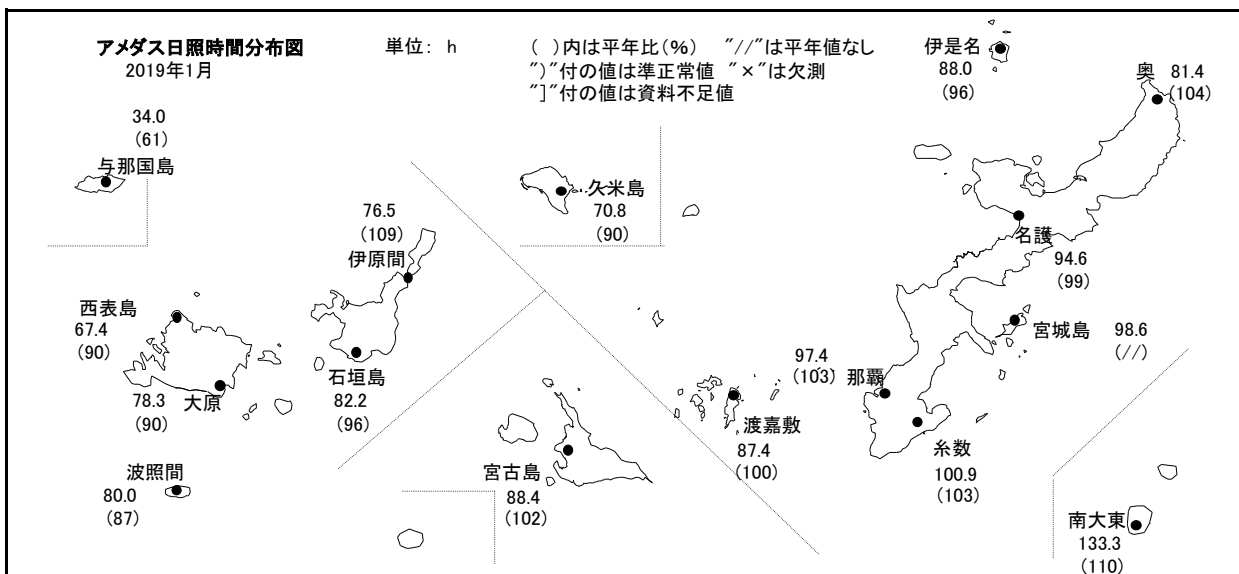 アメダス日照時間分布図 単位： h ( )内は平年比(%) "//"は平年値なし
2019年1月 ")"付の値は準正常値 "×"は欠測
"]"付の値は資料不足値
伊是名
88.0
(96)
奥 81.4
(104)
34.0
(61)
与那国島
久米島
70.8
(90)
76.5
(109)
伊原間
名護
94.6
(99)
西表島
67.4
(90)
宮城島 98.6
(//)
石垣島
82.2
(96)
大原
78.3
(90)
97.4
(103) 那覇
渡嘉敷
87.4
(100)
糸数
100.9
(103)
波照間
80.0
(87)
宮古島
88.4
(102)
南大東
133.3
(110)